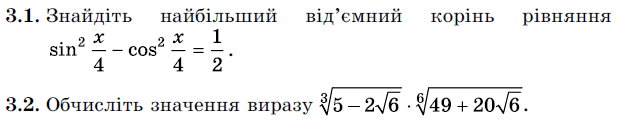 3.1. Знайдіть найбільший від’ємний корінь рівняння
sin² x/4 − cos² x/4 = 1/2 .
3.2. Обчисліть значення виразу ∛(5 − 2√6) · ⁶√(49 + 20√6) .